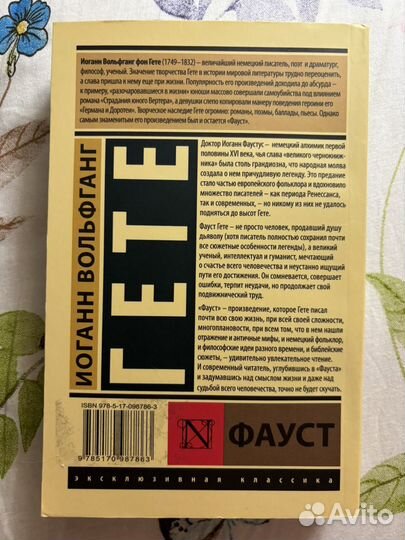 Иоганн Вольфганг фон Гете (1749–1832) – величайший немецкий писатель, поэт и драматург,
философ, ученый. Значение творчества Гете в истории мировой литературы трудно переоценить,
а слава пришла к нему еще при жизни. Популярность его произведений доходила до абсурда –
к примеру, «разочаровавшиеся в жизни» юноши массово совершали самоубийства под влиянием
романа «Страдания юного Вертера», а девушки слепо копировали манеру поведения героини его
«Германа и Доротеи». Творческое наследие Гете огромно: романы, поэмы, баллады, пьесы. Однако
самым знаменитым его произведением был и остается «Фауст».
ИОГАНН ВОЛЬФГАНГ
ГЕТЕ
Доктор Иоганн Фаустус – немецкий алхимик первой
половины XVI века, чья слава «великого чернокнижн-
ника» была столь грандиозна, что народная молва
создала о нем причудливую легенду. Это предание
стало частью европейского фольклора и вдохновило
множество писателей – как периода Ренессанса,
так и современных, – но никому из них не удалось
подняться до высот Гете.
Фауст Гете – не просто человек, продавший душу
дьяволу (хотя писатель полностью сохранил почти
все сюжетные особенности легенды), а великий
ученый, интеллектуал и гуманист, мечтающий
о счастье всего человечества и неустанно ищущий
пути его достижения. Он сомневается, совершает
ошибки, терпит неудачи, но продолжает свой
подвижнический труд.
«Фауст» – произведение, которое Гете писал
почти всю свою жизнь, при всей своей сложности,
многоплановости, при всем том, что в нем нашли
отражение и античные мифы, и немецкий фольклор,
и философские идеи разного времени, и библейские
сюжеты, – удивительно увлекательное чтение.
И современный читатель, углубившись в «Фауста»
и задумавшись над смыслом жизни и даже над
судьбой всего человечества, точно не будет скучать.
ISBN 978-5-17-098786-3
9 785170 987863
N
ФАУСТ
эксклюзивная классика
Avito